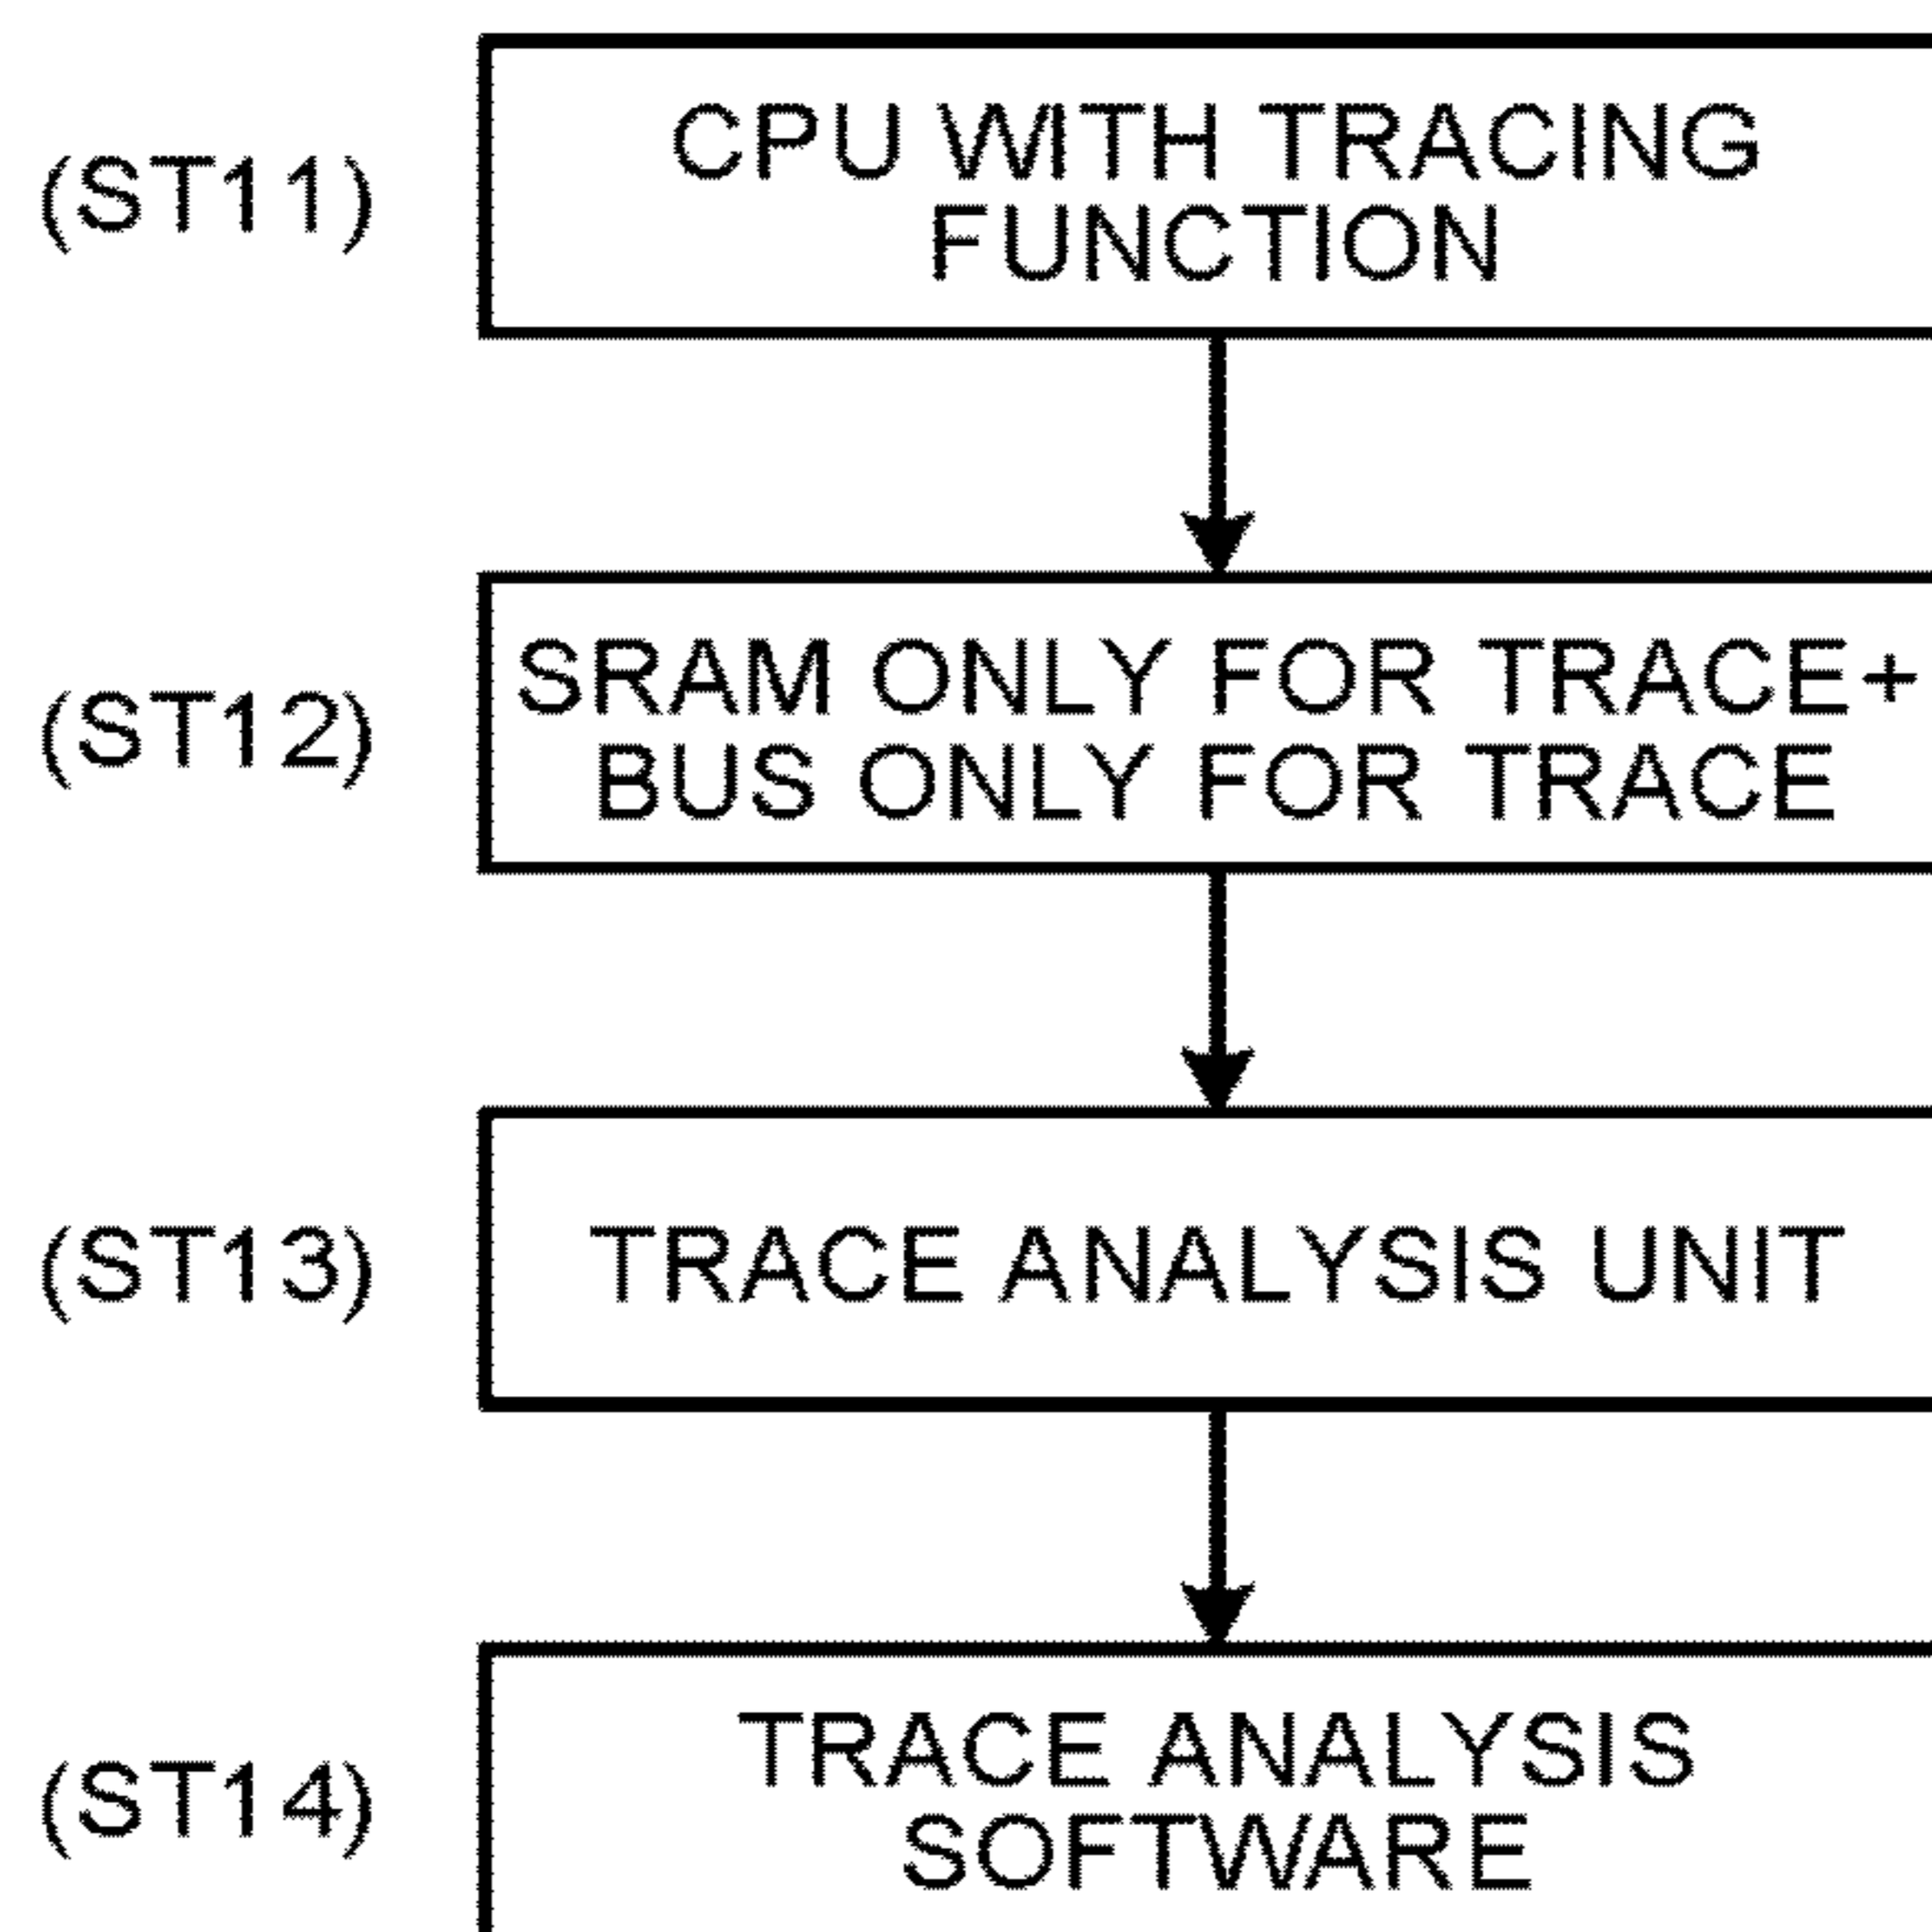 (ST11)
CPU WITH TRACING
FUNCTION
(ST12)
SRAM ONLY FOR TRACE+
BUS ONLY FOR TRACE
(ST13)
TRACE ANALYSIS UNIT
(ST14)
TRACE ANALYSIS
SOFTWARE